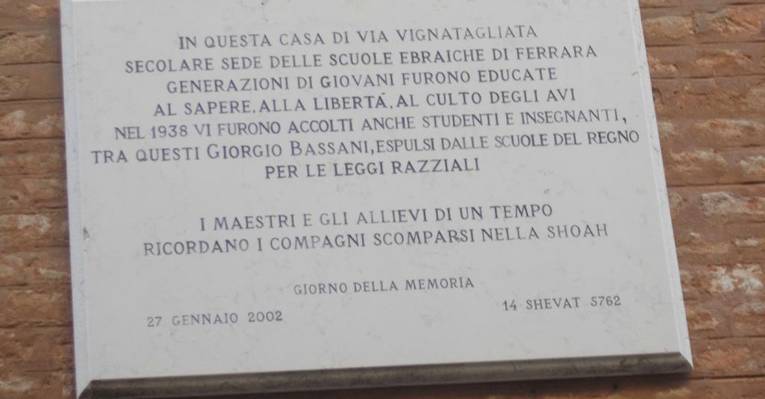 IN QUESTA CASA DI VIA VIGNATAGLIATA
SECOLARE SEDE DELLE SCUOLE EBRAICHE DI FERRARA
GENERAZIONI DI GIOVANI FURONO EDUCATE
AL SAPERE, ALLA LIBERTÀ, AL CULTO DEGLI AVI
NEL 1938 VI FURONO ACCOLTI ANCHE STUDENTI E INSEGNANTI,
TRA QUESTI GIORGIO BASSANI, ESPULSI DALLE SCUOLE DEL REGNO
PER LE LEGGI RAZZIALI
I MAESTRI E GLI ALLIEVI DI UN TEMPO
RICORDANO I COMPAGNI SCOMPARSI NELLA SHOAH
GIORNO DELLA MEMORIA
27 GENNAIO 2002 14 SHEVAT 5762